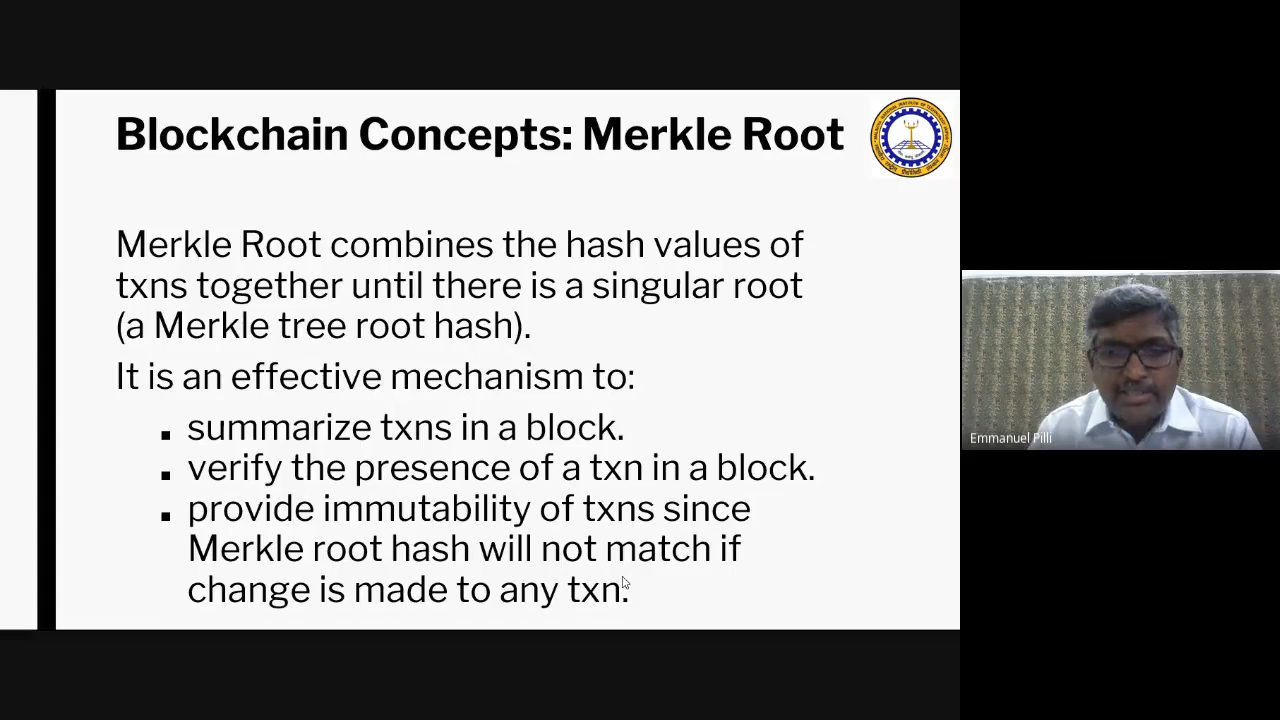 Blockchain Concepts: Merkle Root
Merkle Root combines the hash values of
txns together until there is a singular root
(a Merkle tree root hash).
It is an effective mechanism to:
▪ summarize txns in a block.
▪ verify the presence of a txn in a block.
▪ provide immutability of txns since
Merkle root hash will not match if
change is made to any txn.
Emmanuel Pilli